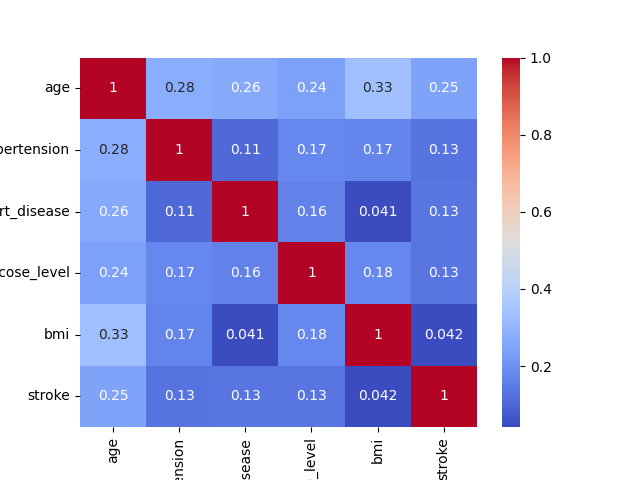 age 1 0.28 0.26 0.24 0.33 0.25
pertension 0.28 1 0.11 0.17 0.17 0.13
rt_disease 0.26 0.11 1 0.16 0.041 0.13
cose_level 0.24 0.17 0.16 1 0.18 0.13
bmi 0.33 0.17 0.041 0.18 1 0.042
stroke 0.25 0.13 0.13 0.13 0.042 1
age
ension
sease
_level
bmi
stroke
1.0
0.8
0.6
0.4
0.2